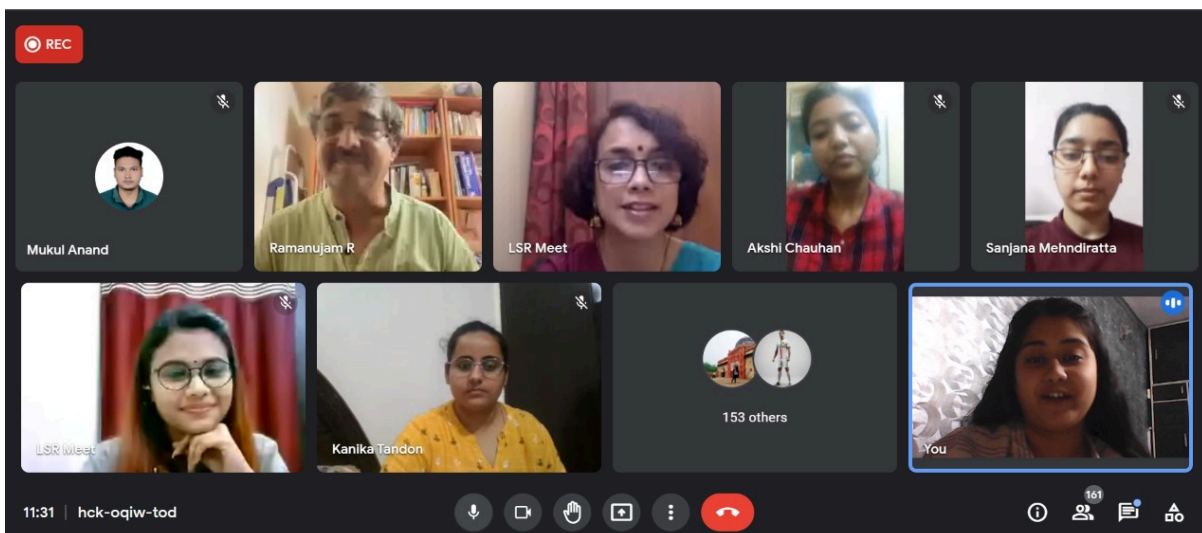 REC
Mukul Anand
Ramanujam R
LSR Meet
Akshi Chauhan
Sanjana Mehndiratta
LSR Meet
Kanika Tandon
153 others
You
11:31 | hck-oqiw-tod
161